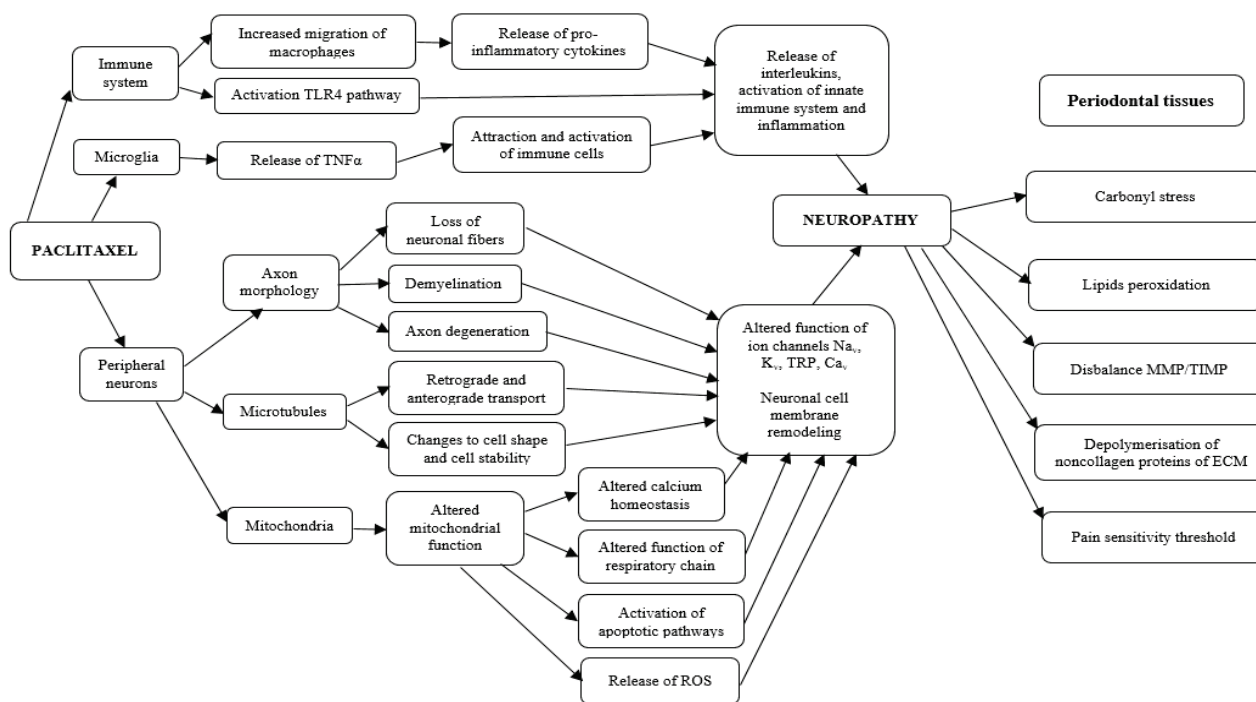 Immune
system
Increased migration of
macrophages
Release of pro-
inflammatory cytokines
Activation TLR4 pathway
Release of
interleukins,
activation of innate
immune system and
inflammation
Periodontal tissues
Microglia
Release of TNFα
Attraction and activation
of immune cells
PACLITAXEL
NEUROPATHY
Carbonyl stress
Lipids peroxidation
Disbalance MMP/TIMP
Depolymerisation of
noncollagen proteins of ECM
Pain sensitivity threshold
Peripheral
neurons
Axon
morphology
Loss of
neuronal fibers
Demyelination
Axon degeneration
Microtubules
Retrograde and
anterograde transport
Changes to cell shape
and cell stability
Altered function of
ion channels Naᵥ,
Kᵥ, TRP, Caᵥ
Neuronal cell
membrane
remodeling
Mitochondria
Altered
mitochondrial
function
Altered calcium
homeostasis
Altered function of
respiratory chain
Activation of
apoptotic pathways
Release of ROS